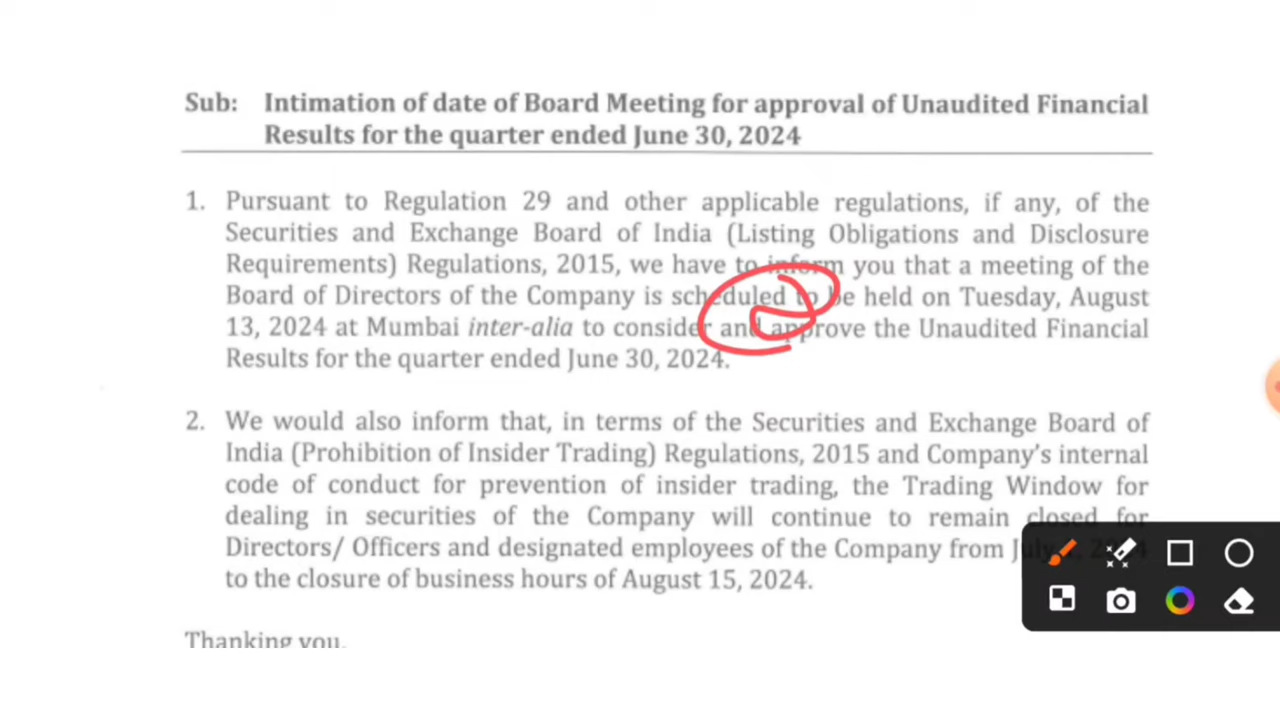 Sub: Intimation of date of Board Meeting for approval of Unaudited Financial
Results for the quarter ended June 30, 2024
1. Pursuant to Regulation 29 and other applicable regulations, if any, of the
Securities and Exchange Board of India (Listing Obligations and Disclosure
Requirements) Regulations, 2015, we have to inform you that a meeting of the
Board of Directors of the Company is scheduled to be held on Tuesday, August
13, 2024 at Mumbai inter-alia to consider and approve the Unaudited Financial
Results for the quarter ended June 30, 2024.
2. We would also inform that, in terms of the Securities and Exchange Board of
India (Prohibition of Insider Trading) Regulations, 2015 and Company's internal
code of conduct for prevention of insider trading, the Trading Window for
dealing in securities of the Company will continue to remain closed for
Directors/ Officers and designated employees of the Company from July
to the closure of business hours of August 15, 2024.
Thanking you,